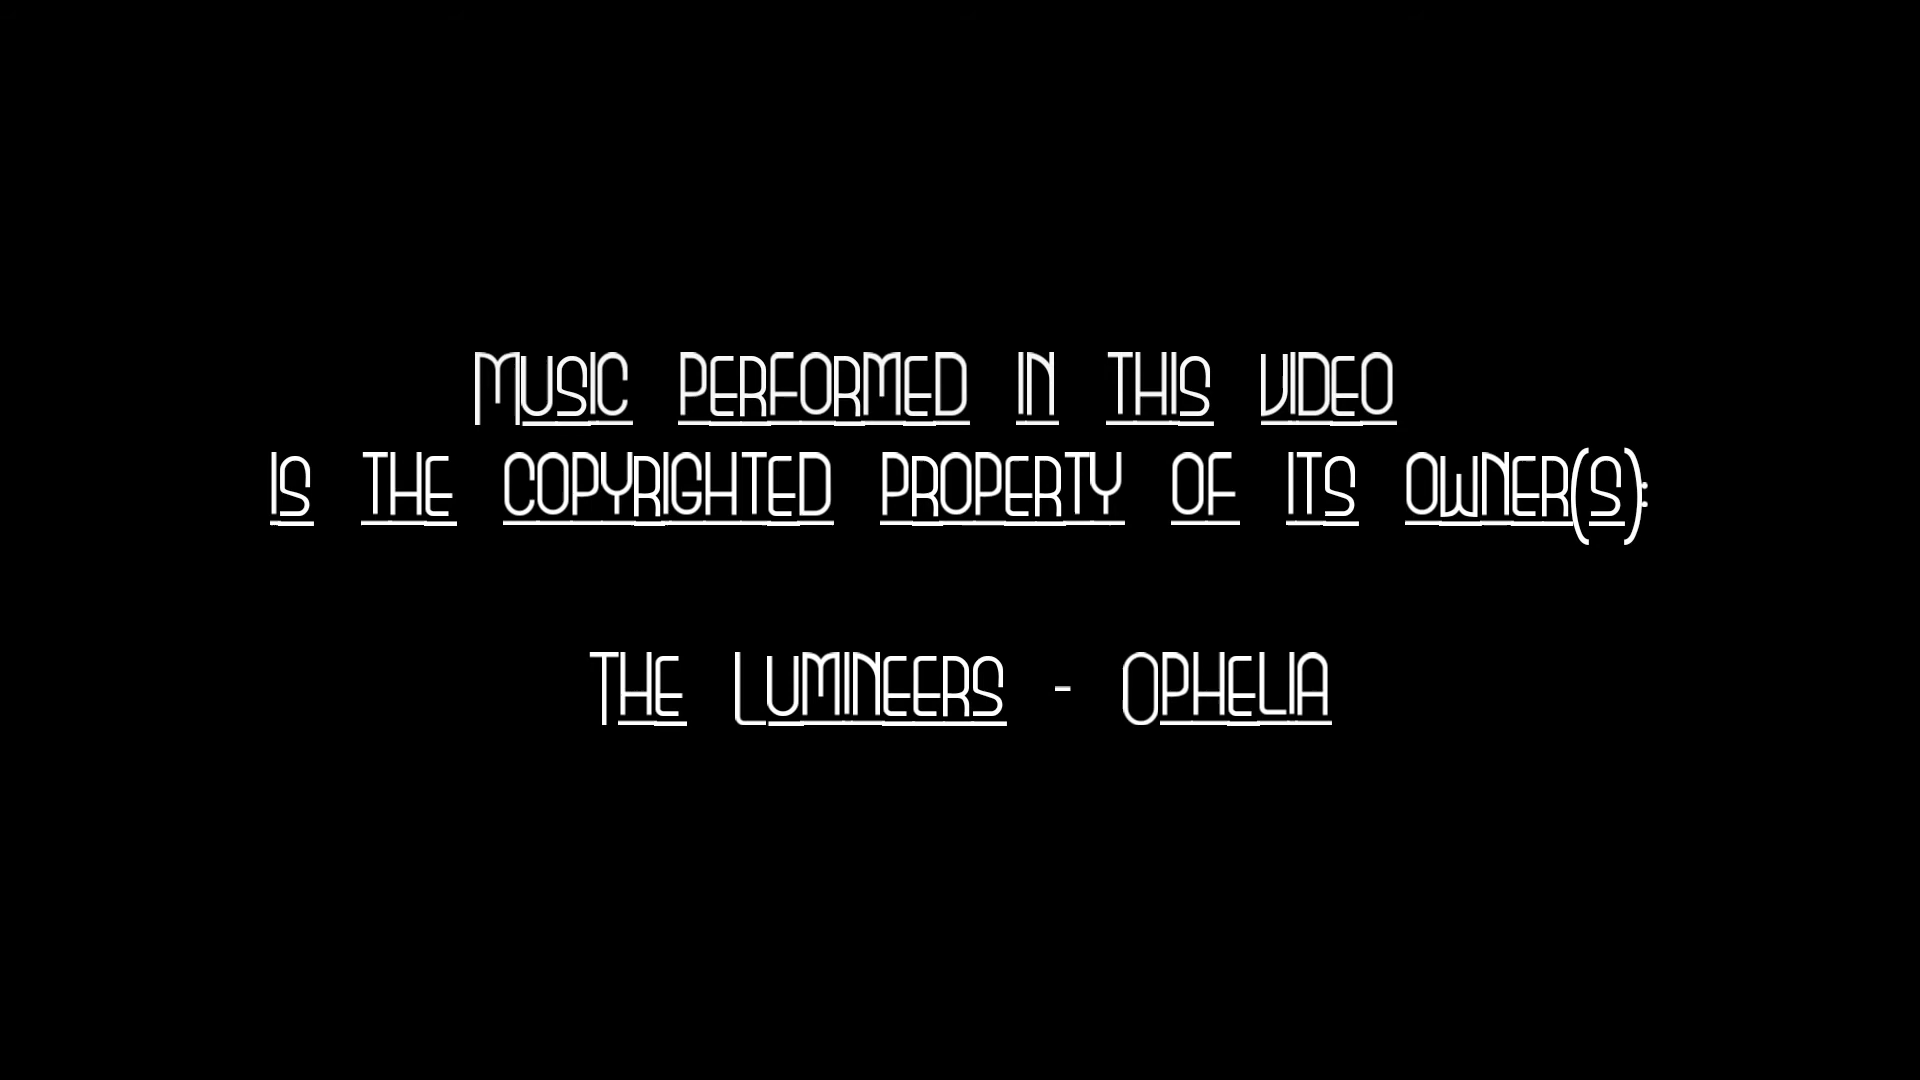 Music performed in this video
is the copyrighted property of its owner(s):
The Lumineers - Ophelia